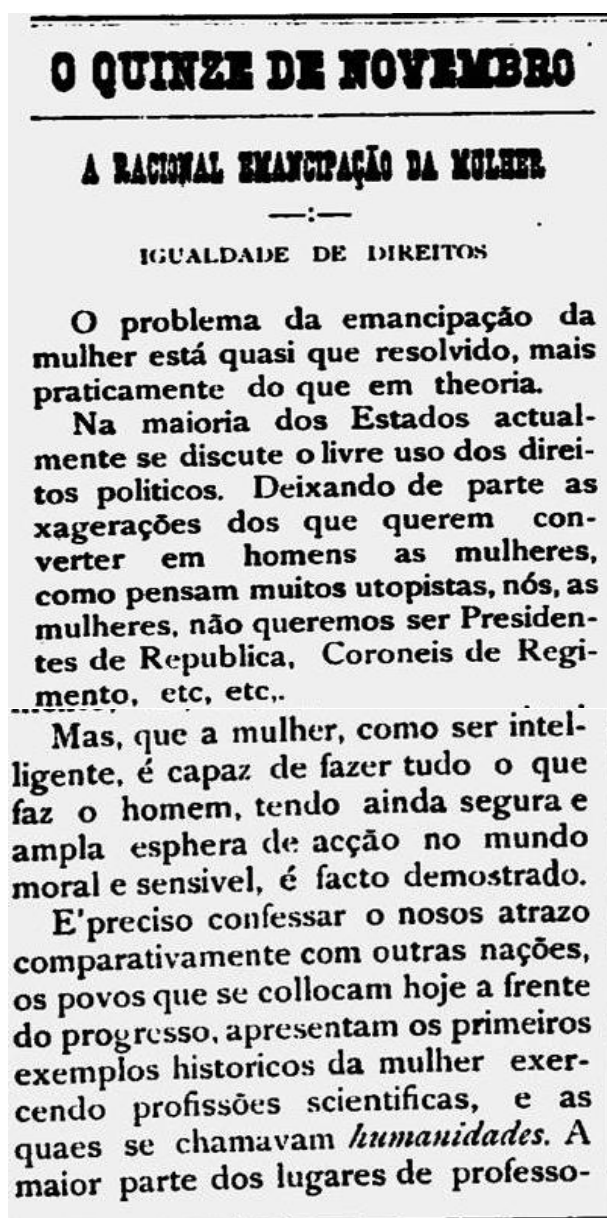 O QUINZE DE NOVEMBRO
A RACIONAL EMANCIPAÇÃO DA MULHER
—:—
IGUALDADE DE DIREITOS
O problema da emancipação da
mulher está quasi que resolvido, mais
praticamente do que em theoria.
Na maioria dos Estados actual-
mente se discute o livre uso dos direi-
tos politicos. Deixando de parte as
xagerações dos que querem con-
verter em homens as mulheres,
como pensam muitos utopistas, nós, as
mulheres, não queremos ser Presiden-
tes de Republica, Coroneis de Regi-
mento, etc, etc,.
Mas, que a mulher, como ser intel-
ligente, é capaz de fazer tudo o que
faz o homem, tendo ainda segura e
ampla esphera de acção no mundo
moral e sensivel, é facto demostrado.
E'preciso confessar o nosos atrazo
comparativamente com outras nações,
os povos que se collocam hoje a frente
do progresso, apresentam os primeiros
exemplos historicos da mulher exer-
cendo profissões scientificas, e as
quaes se chamavam humanidades. A
maior parte dos lugares de professo-